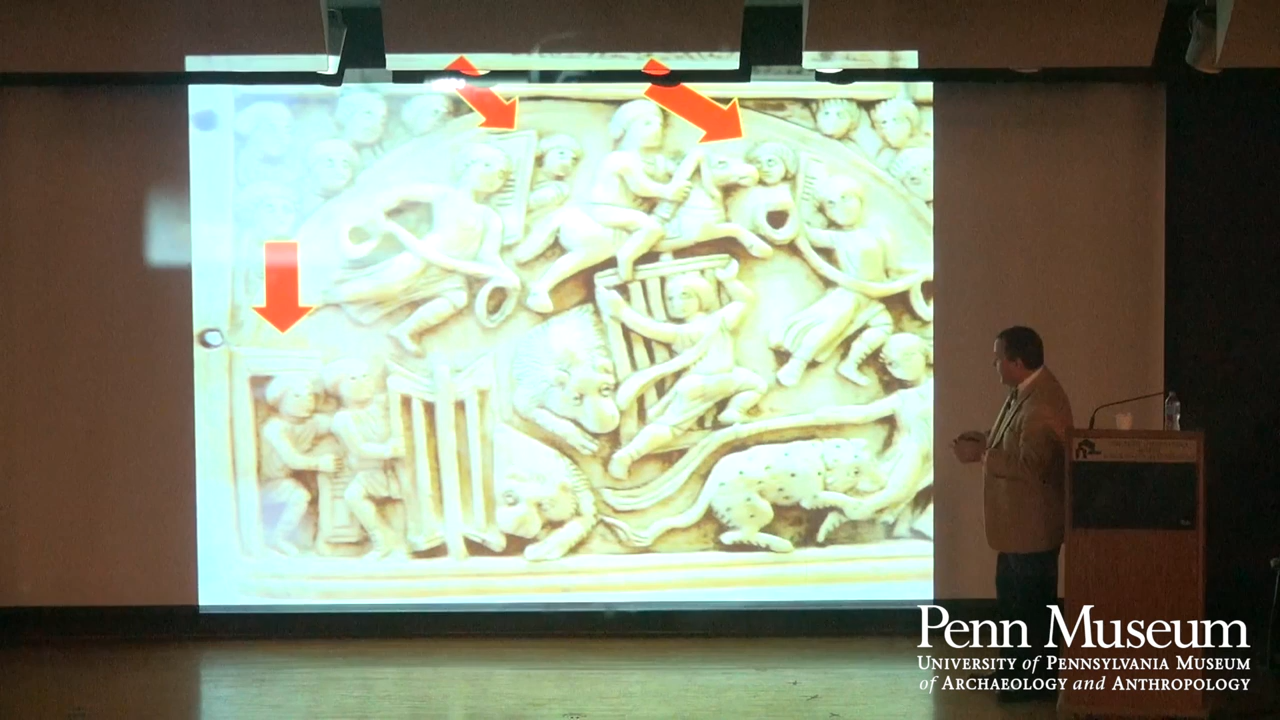 Penn Museum
UNIVERSITY of PENNSYLVANIA MUSEUM
of ARCHAEOLOGY and ANTHROPOLOGY